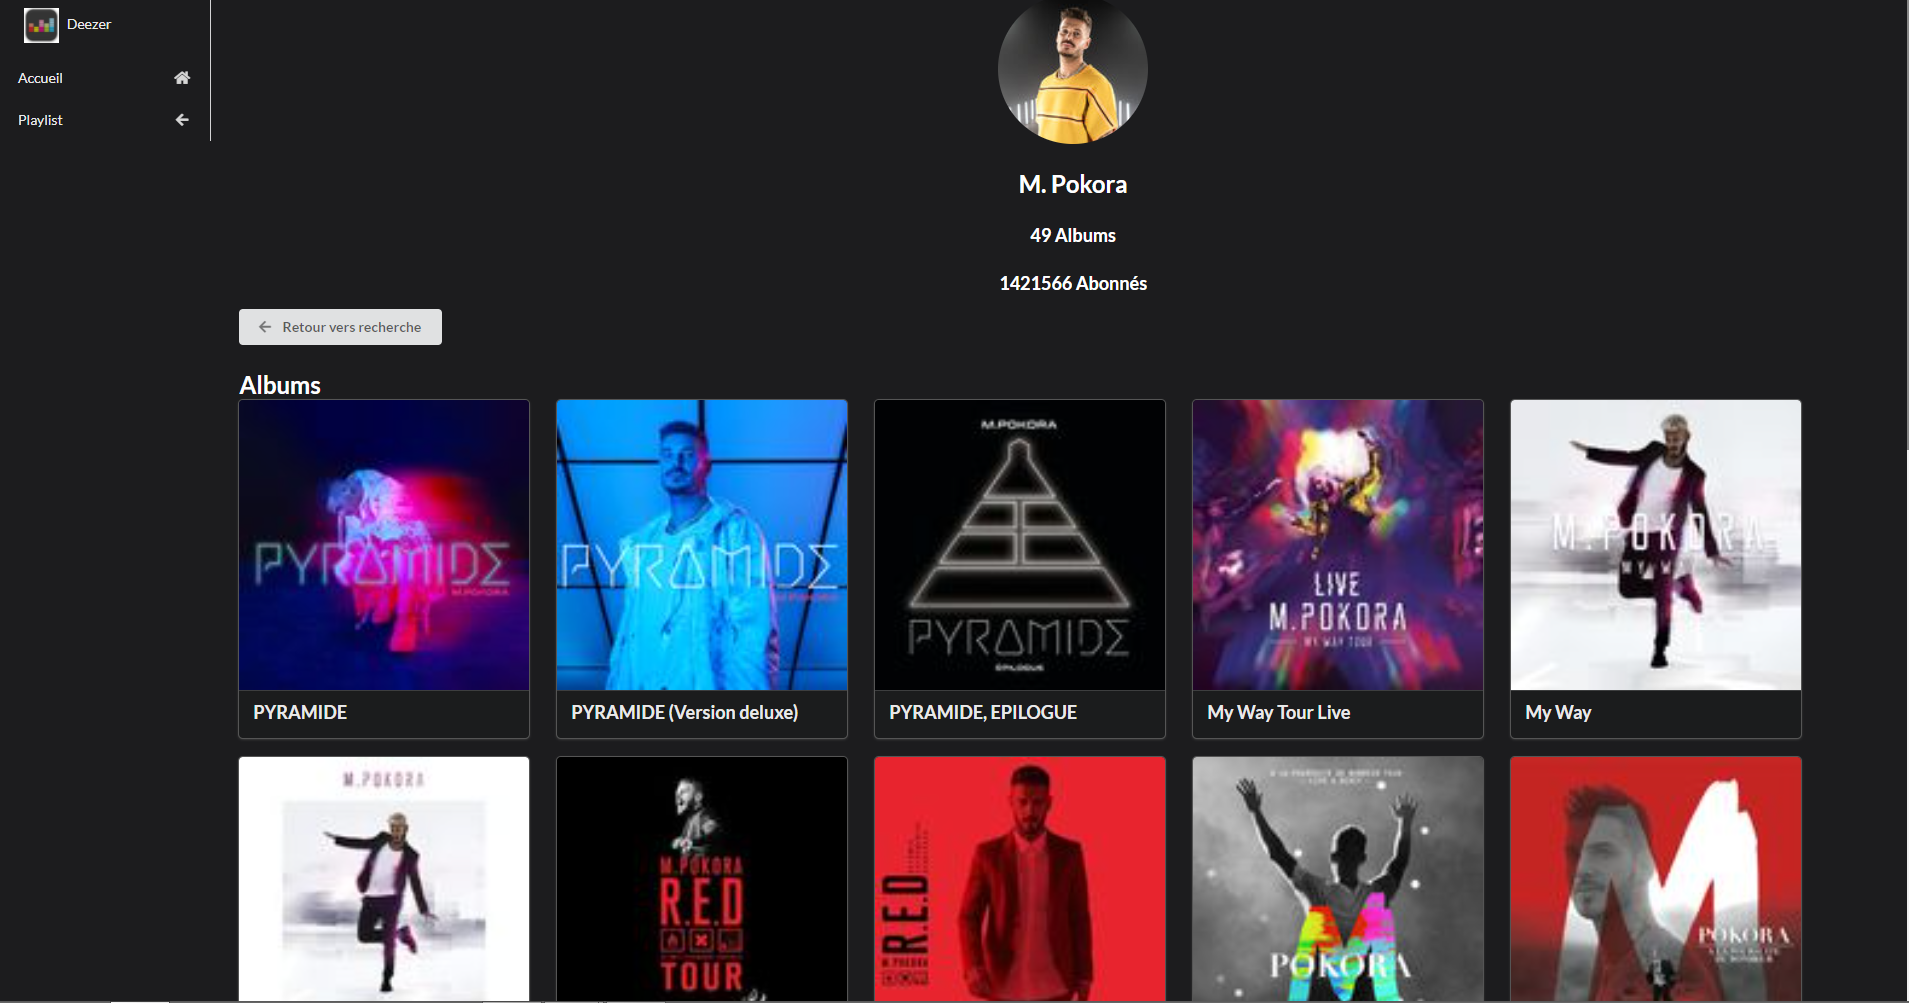 Deezer
Accueil
Playlist
M. Pokora
49 Albums
1421566 Abonnés
Retour vers recherche
Albums
PYRAMIDE
M.POKORA
PYRAMIDE
M.POKORA
PYRAMIDE
EPILOGUE
LIVE
M.POKORA
MY WAY TOUR
M.POKORA
MY WAY
PYRAMIDE
PYRAMIDE (Version deluxe)
PYRAMIDE, EPILOGUE
My Way Tour Live
My Way
M.POKORA
M.POKORA
R.E.D
TOUR
R.E.D
M.POKORA
POKORA
M
POKORA